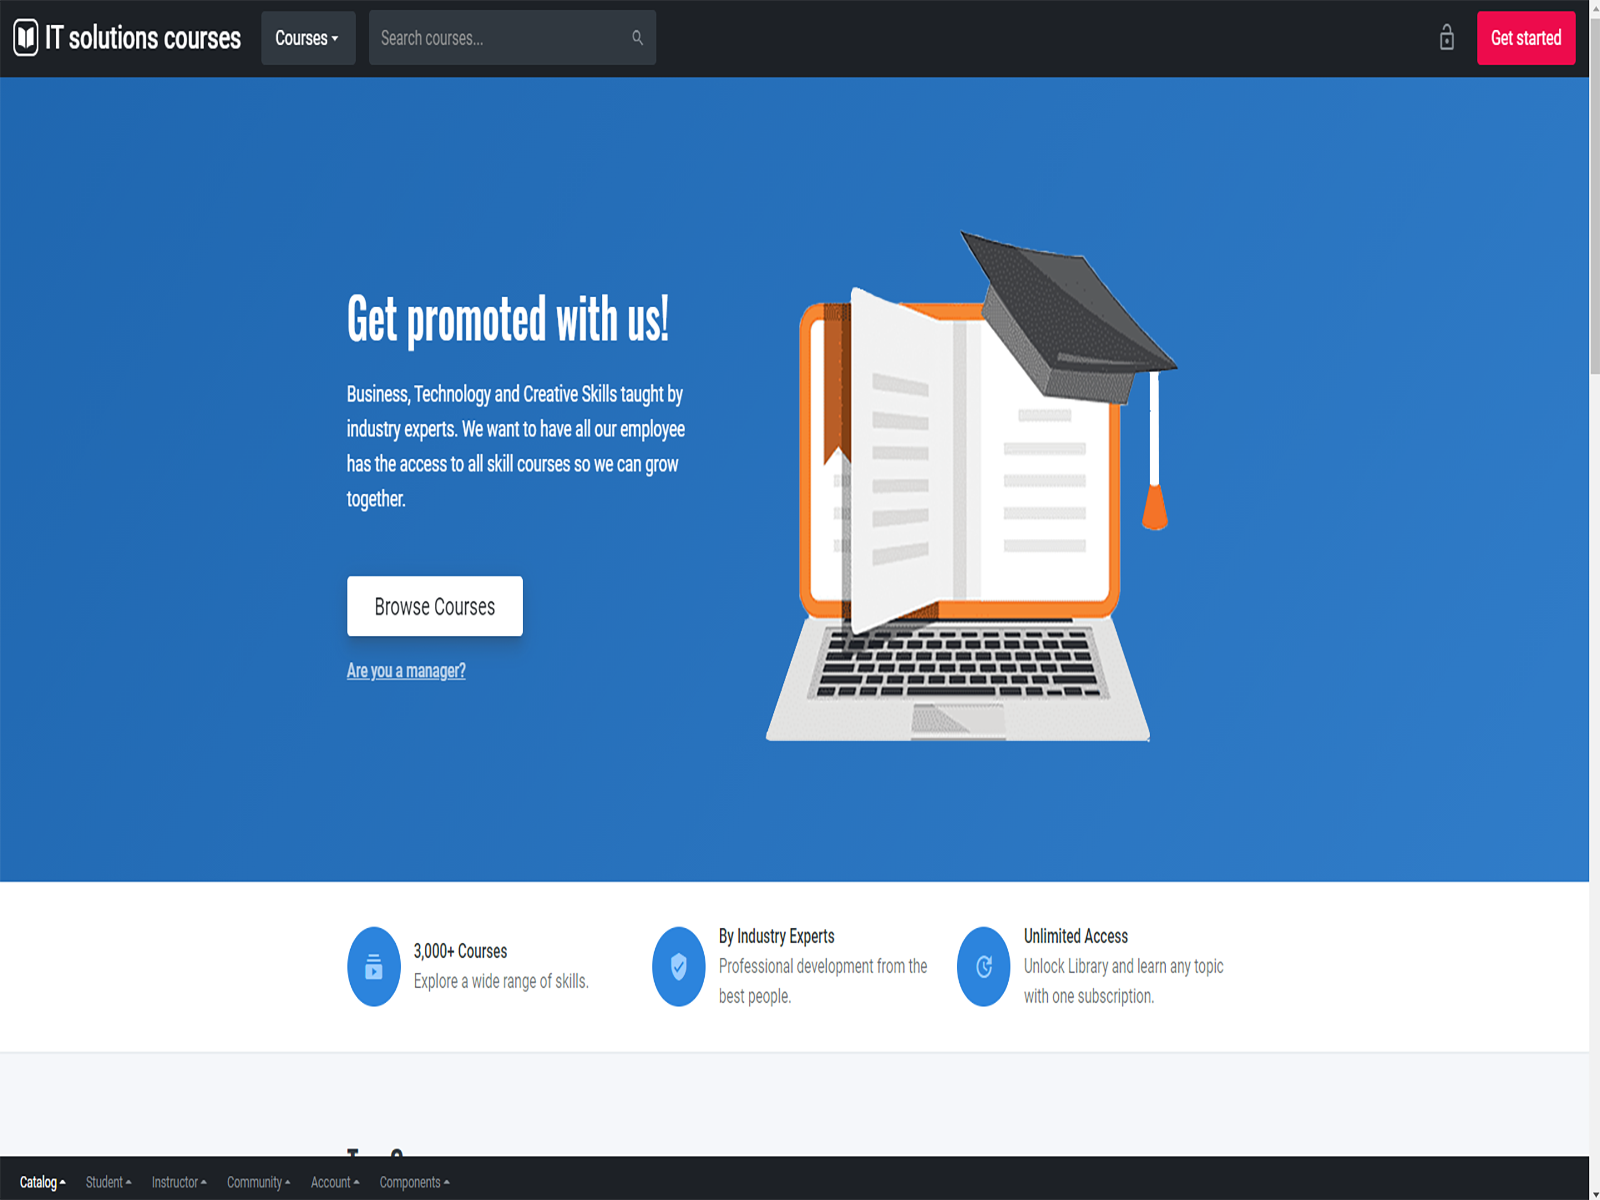 IT solutions courses
Courses
Search courses...
Get started
Get promoted with us!
Business, Technology and Creative Skills taught by
industry experts. We want to have all our employee
has the access to all skill courses so we can grow
together.
Browse Courses
Are you a manager?
3,000+ Courses
Explore a wide range of skills.
By Industry Experts
Professional development from the
best people.
Unlimited Access
Unlock Library and learn any topic
with one subscription.
Catalog
Student
Instructor
Community
Account
Components